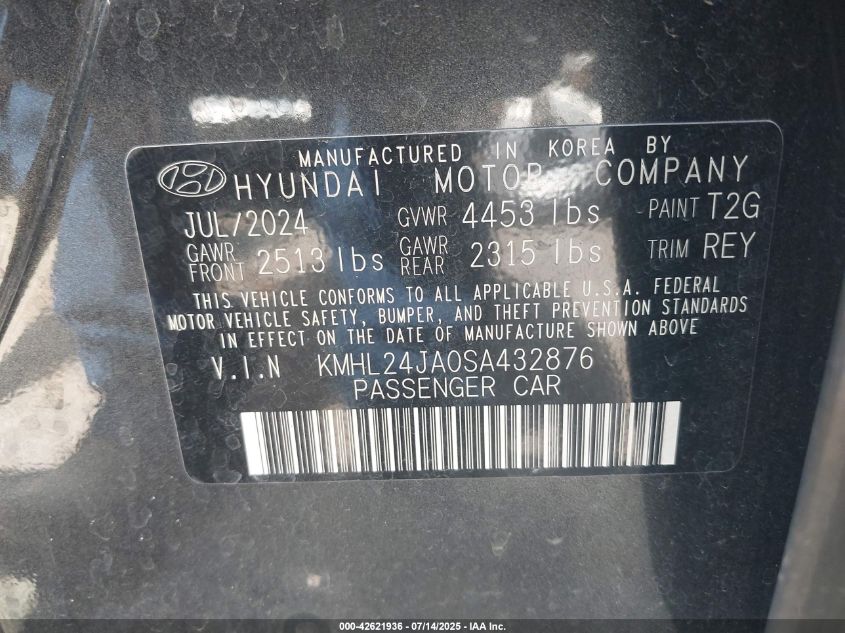 MANUFACTURED IN KOREA BY
HYUNDAI MOTOR COMPANY
JUL/2024 GVWR 4453 lbs PAINT T2G
GAWR FRONT 2513 lbs GAWR REAR 2315 lbs TRIM REY
THIS VEHICLE CONFORMS TO ALL APPLICABLE U.S.A. FEDERAL
MOTOR VEHICLE SAFETY, BUMPER, AND THEFT PREVENTION STANDARDS
IN EFFECT ON THE DATE OF MANUFACTURE SHOWN ABOVE
V.I.N KMHL24JA0SA432876
PASSENGER CAR
000-42621936 - 07/14/2025 - IAA Inc.